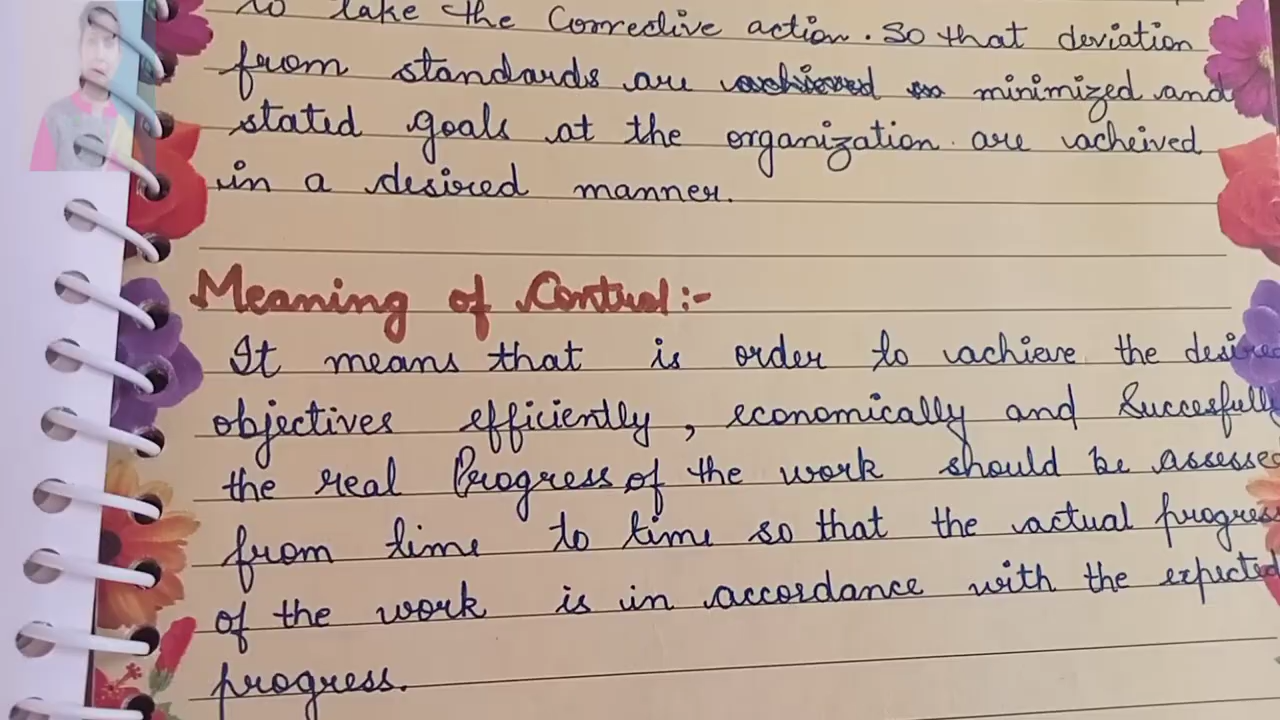 to take the Corrective action. So that deviation
from standards are achieved minimized and
stated goals at the organization are acheived
in a desired manner.
Meaning of Contual:-
It means that is order to achieve the desired
objectives efficiently, economically and Succesfully
the real Progress of the work should be assesse
from time to time so that the actual progress
of the work is in accordance with the expected
progress.